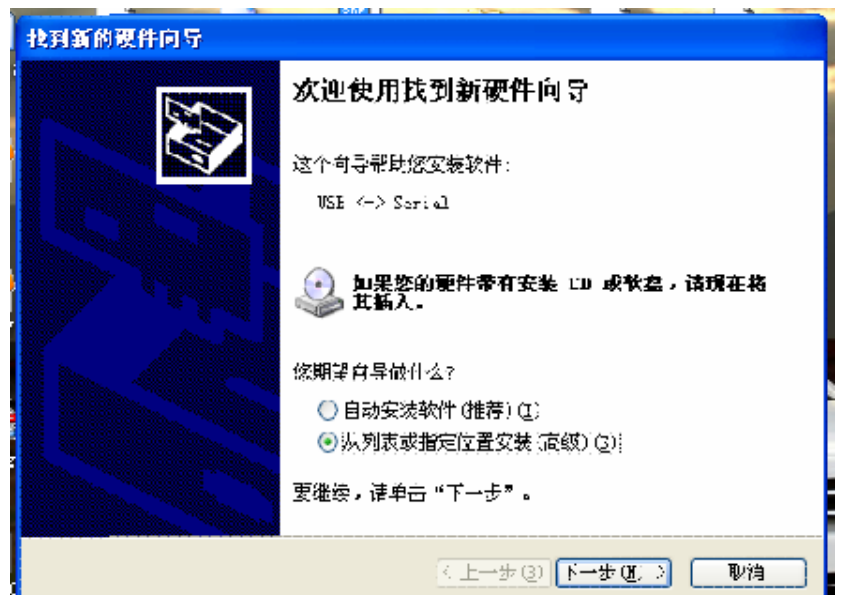 找到新的硬件向导
欢迎使用找到新硬件向导
这个向导帮助您安装软件:
USB <-> Serial
如果您的硬件带有安装 CD 或软盘,请现在将
其插入。
您期望向导做什么?
自动安装软件(推荐)(I)
从列表或指定位置安装(高级)(S)
要继续,请单击“下一步”。
< 上一步(B)
下一步(N) >
取消